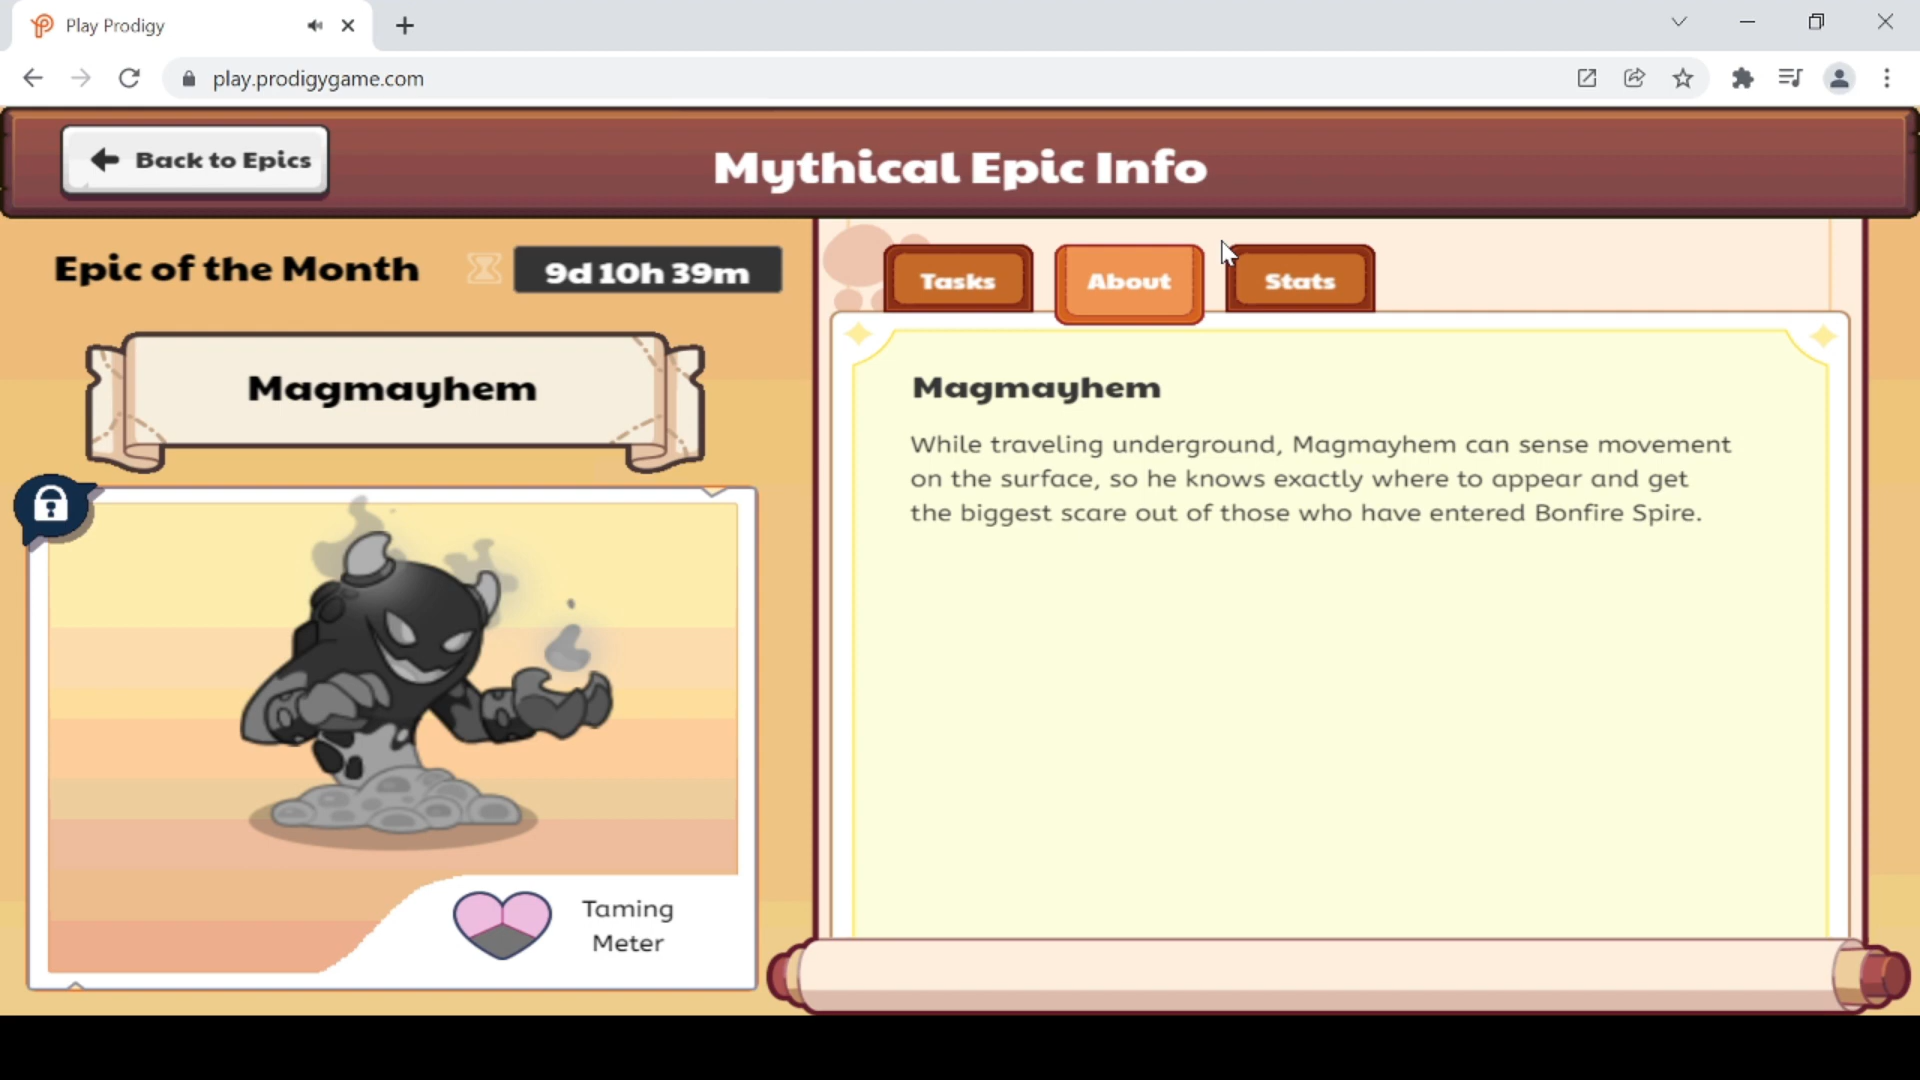 Play Prodigy
play.prodigygame.com
Back to Epics
Mythical Epic Info
Epic of the Month
9d 10h 39m
Magmayhem
Taming
Meter
Tasks
About
Stats
Magmayhem
While traveling underground, Magmayhem can sense movement
on the surface, so he knows exactly where to appear and get
the biggest scare out of those who have entered Bonfire Spire.